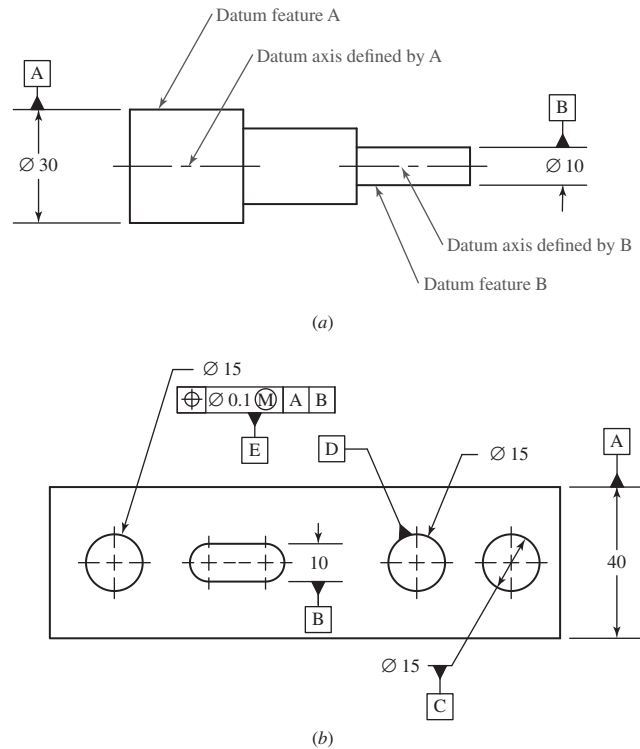 Datum feature A
Datum axis defined by A
A
B
Ø 30
Ø 10
Datum axis defined by B
Datum feature B
(a)
Ø 15
⌖ Ø 0.1 Ⓜ A B
E
D
Ø 15
A
10
40
B
Ø 15
C
(b)